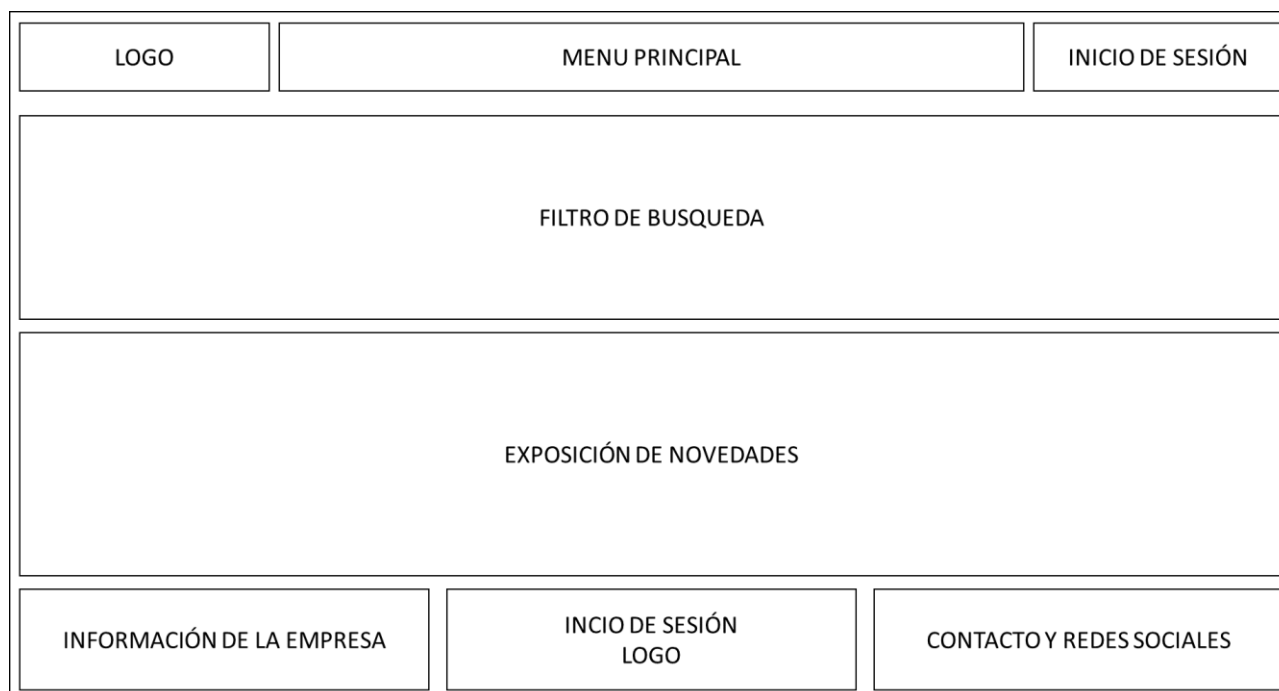 LOGO
MENU PRINCIPAL
INICIO DE SESIÓN
FILTRO DE BUSQUEDA
EXPOSICIÓN DE NOVEDADES
INFORMACIÓN DE LA EMPRESA
INCIO DE SESIÓN
LOGO
CONTACTO Y REDES SOCIALES